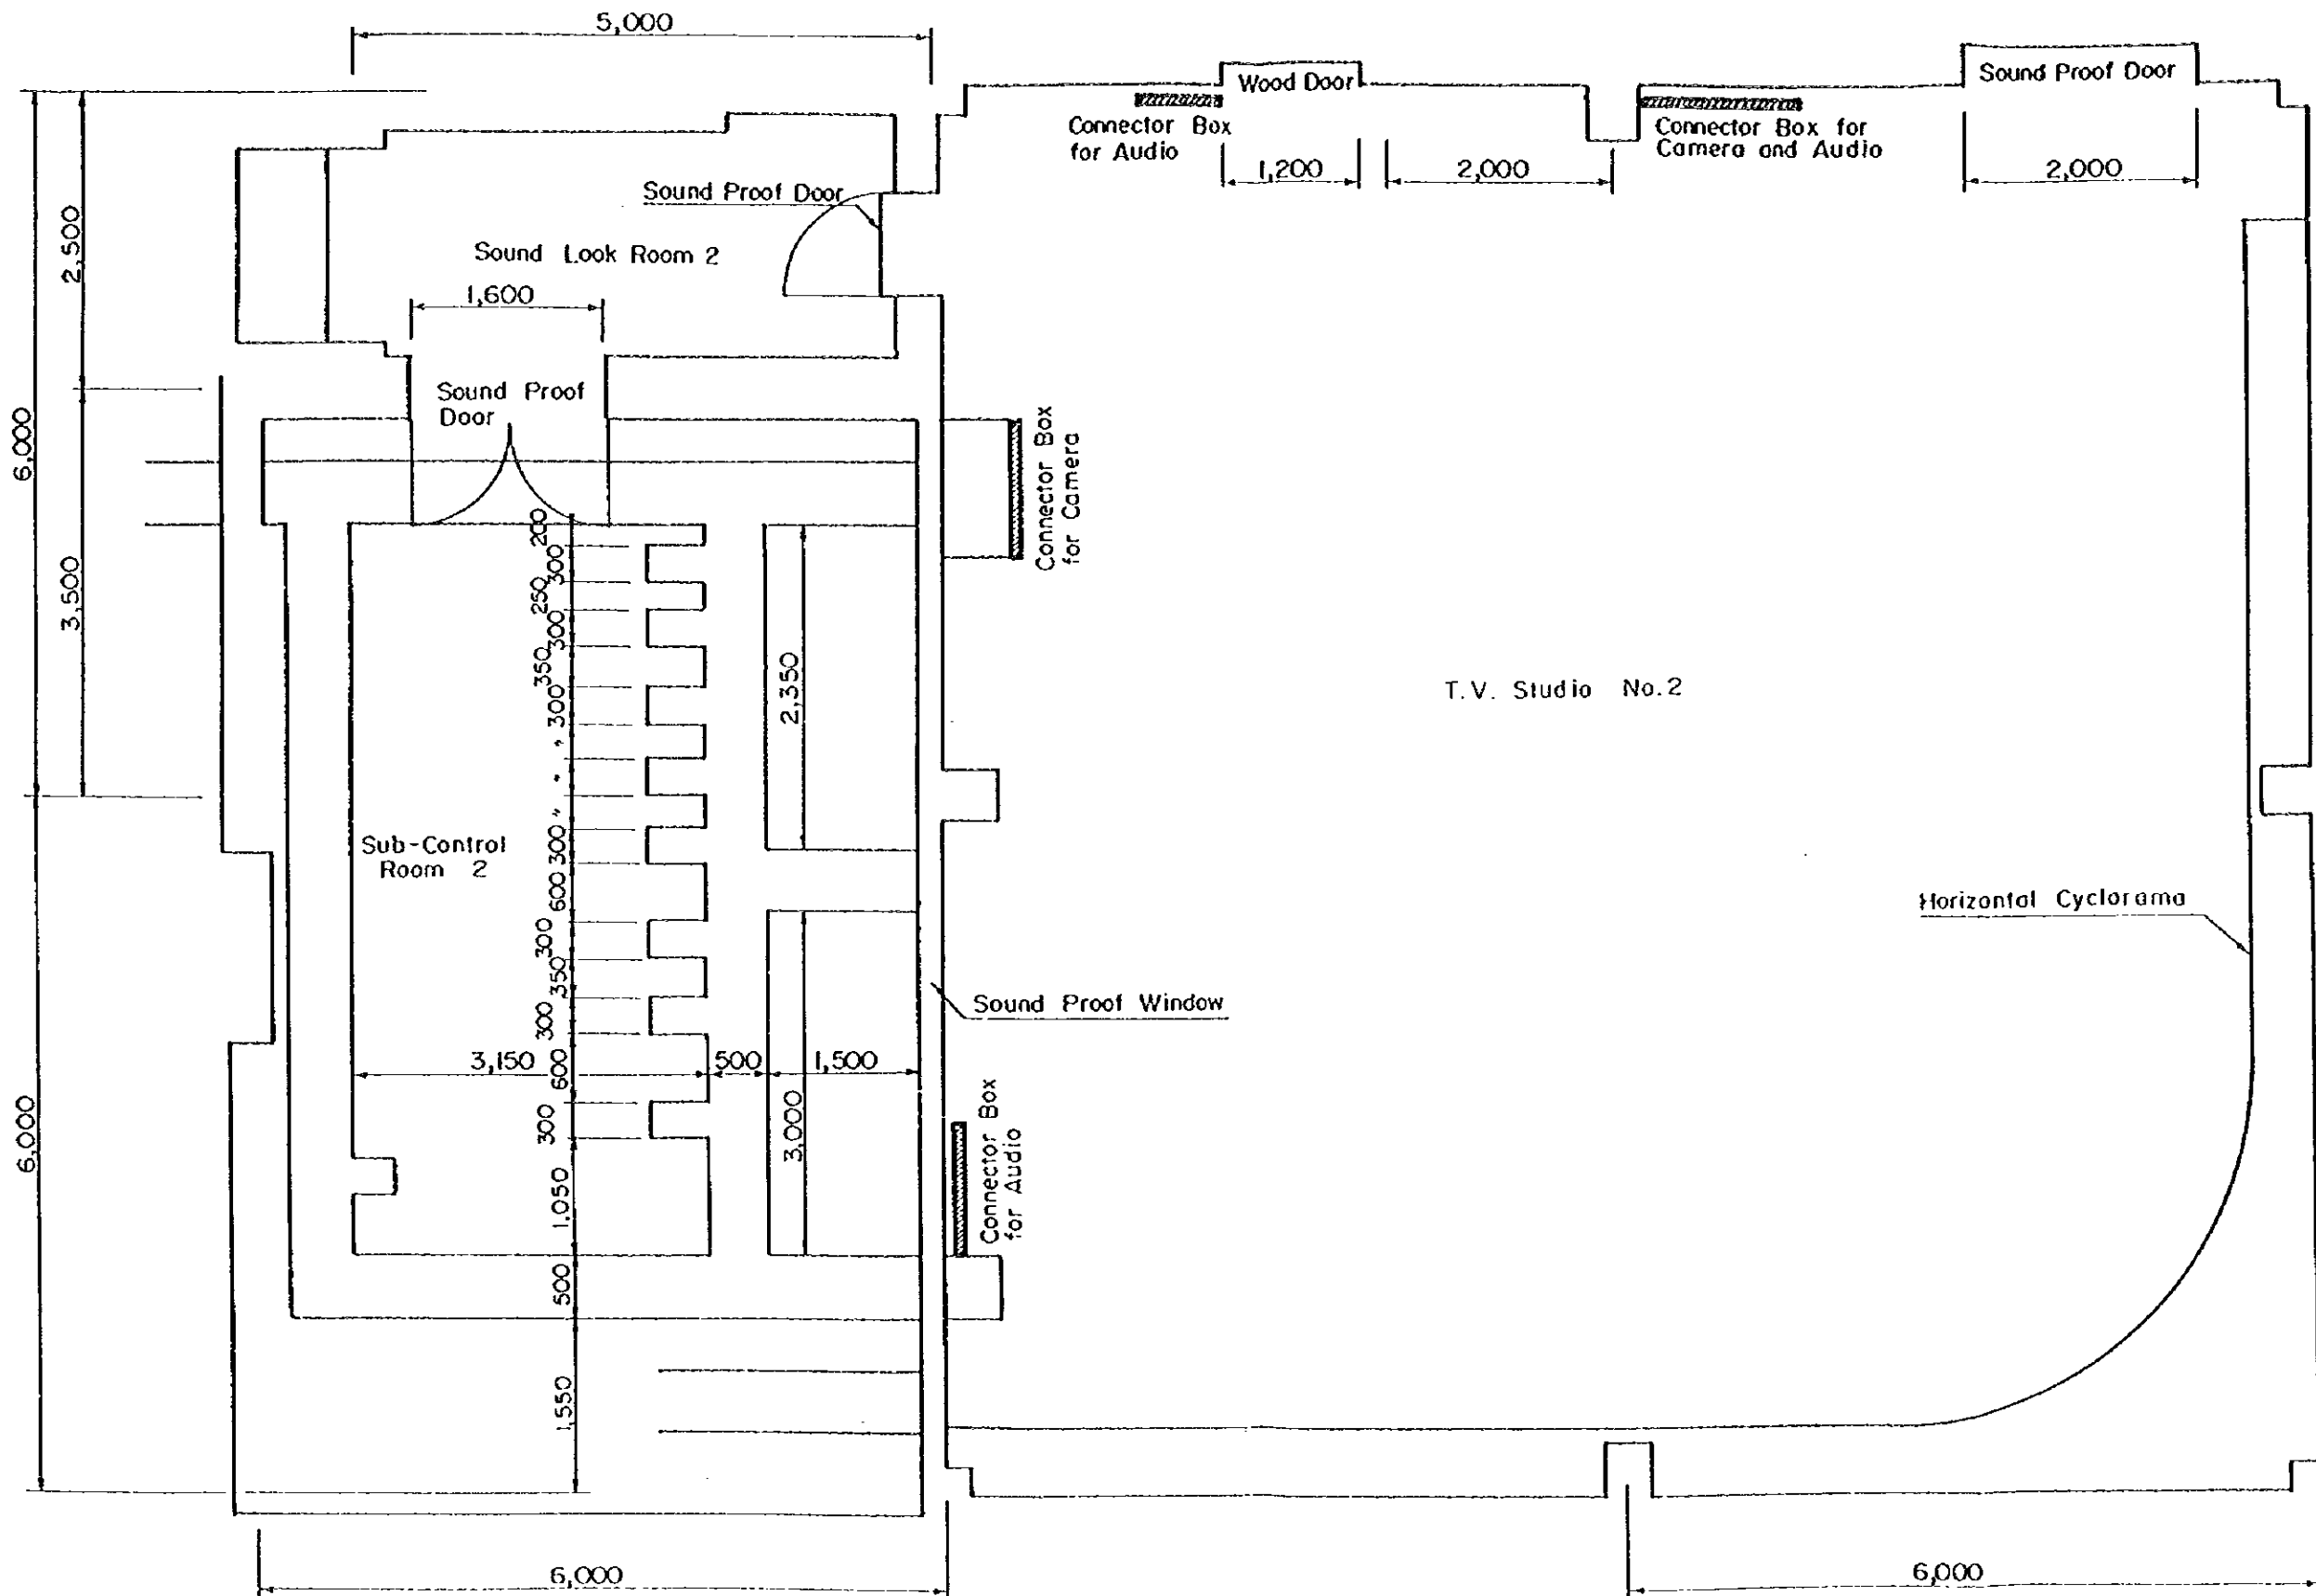 5,000
Wood Door
Sound Proof Door
Connector Box
for Audio
Connector Box for
Camera and Audio
1,200
2,000
2,000
Sound Proof Door
Sound Look Room 2
1,600
2,500
6,000
3,500
Sound Proof
Door
Connector Box
for Camera
200
300
250
300
350
300
"
"
"
300
600
300
350
300
600
300
1,050
500
1,550
2,350
T.V. Studio No.2
Sub-Control
Room 2
Horizontal Cyclorama
Sound Proof Window
3,150
500
1,500
3,000
Connector Box
for Audio
6,000
6,000
6,000